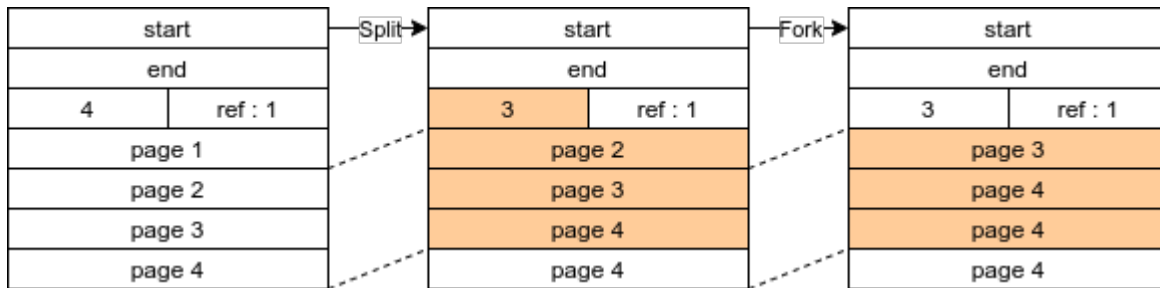 start Split start Fork start
end end end
4 ref : 1 3 ref : 1 3 ref : 1
page 1 page 2 page 3
page 2 page 3 page 4
page 3 page 4 page 4
page 4 page 4 page 4